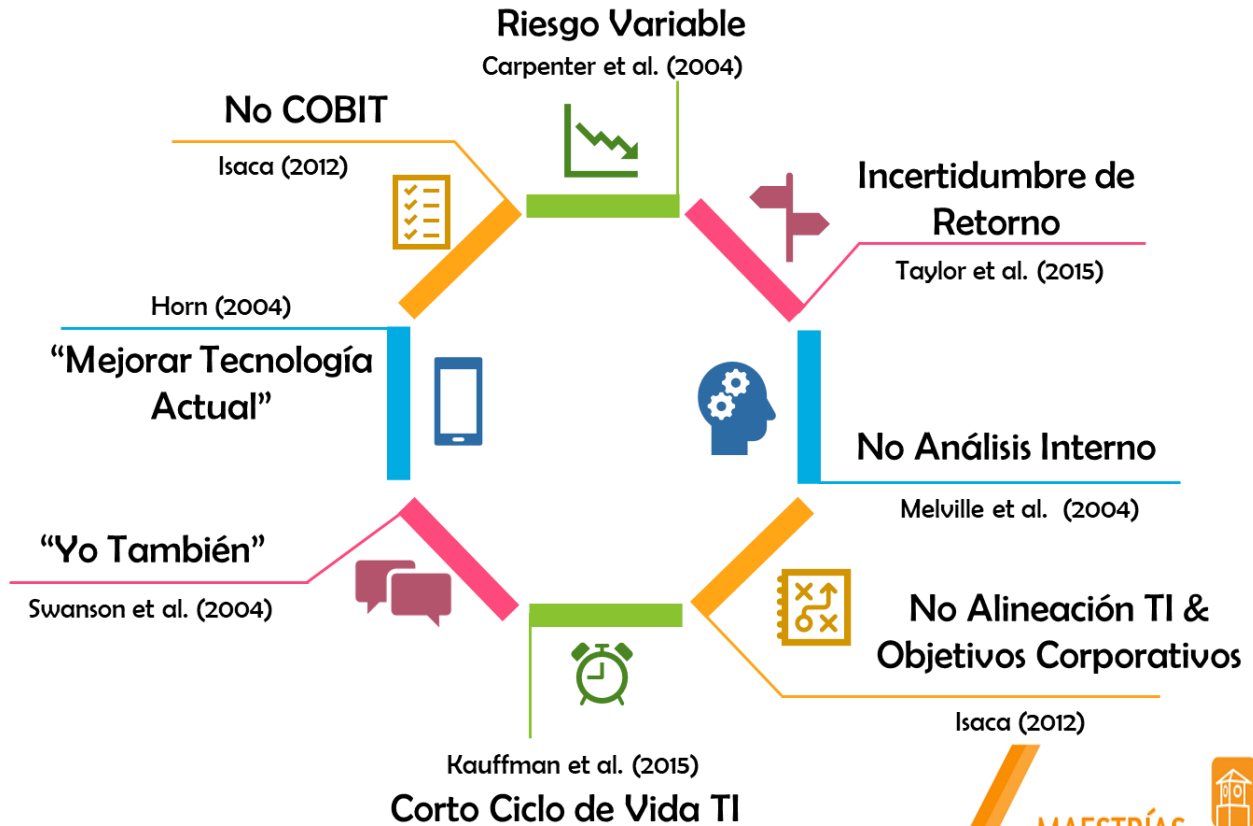 Riesgo Variable
Carpenter et al. (2004)
No COBIT
Isaca (2012)
Incertidumbre de
Retorno
Taylor et al. (2015)
Horn (2004)
“Mejorar Tecnología
Actual”
No Análisis Interno
Melville et al. (2004)
“Yo También”
Swanson et al. (2004)
No Alineación TI &
Objetivos Corporativos
Isaca (2012)
Kauffman et al. (2015)
Corto Ciclo de Vida TI
MAESTRÍAS